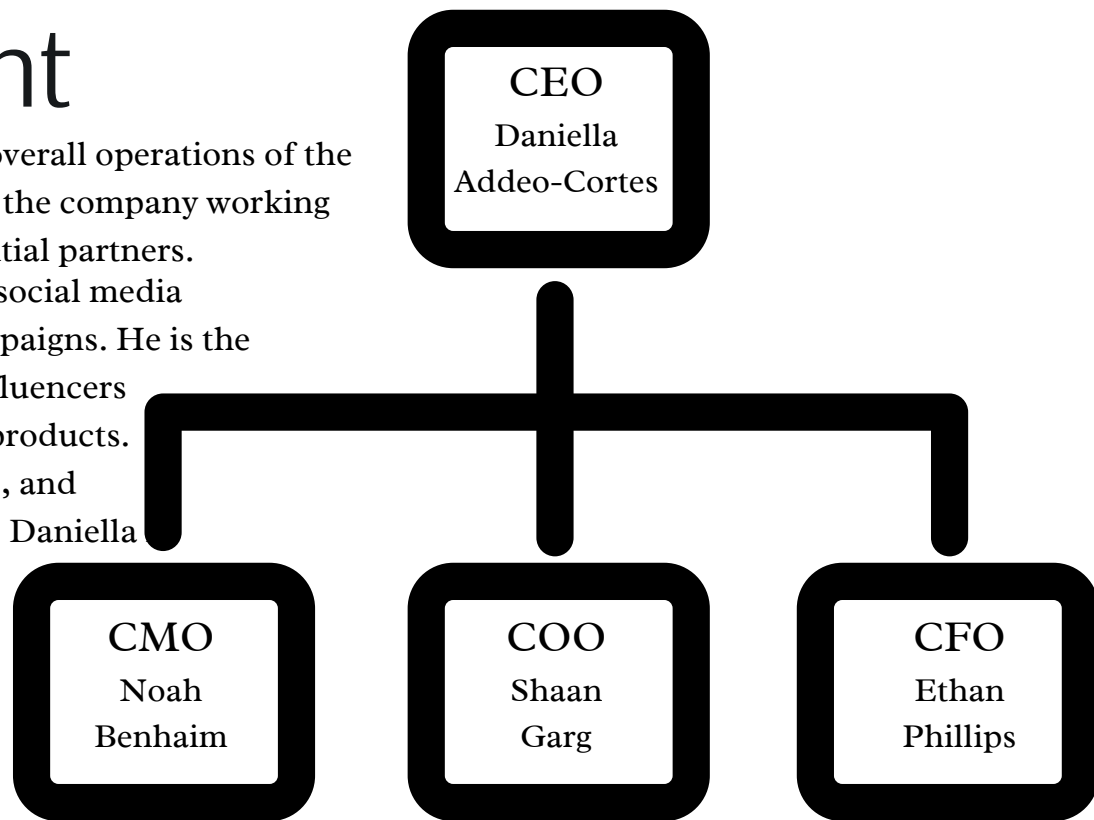 nt
overall operations of the
the company working
tial partners.
social media
paigns. He is the
luencers
products.
, and
Daniella
CEO
Daniella
Addeo-Cortes
CMO
Noah
Benhaim
COO
Shaan
Garg
CFO
Ethan
Phillips